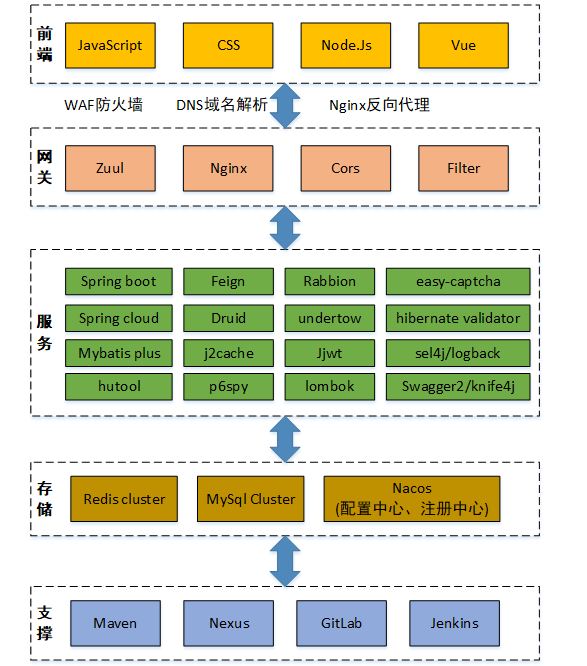 前端
JavaScript
CSS
Node.Js
Vue
WAF防火墙
DNS域名解析
Nginx反向代理
网关
Zuul
Nginx
Cors
Filter
服务
Spring boot
Feign
Rabbion
easy-captcha
Spring cloud
Druid
undertow
hibernate validator
Mybatis plus
j2cache
Jjwt
sel4j/logback
hutool
p6spy
lombok
Swagger2/knife4j
存储
Redis cluster
MySql Cluster
Nacos
(配置中心、注册中心)
支撑
Maven
Nexus
GitLab
Jenkins